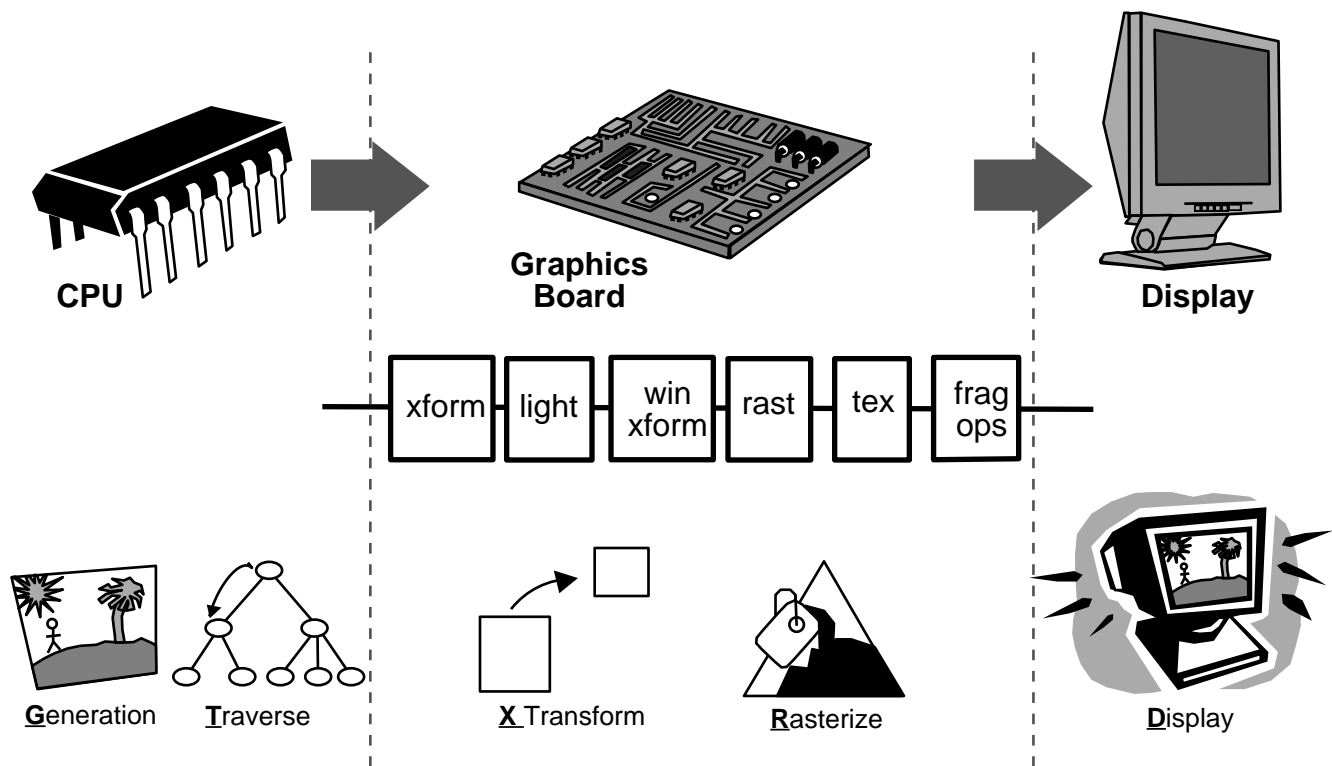 CPU
Graphics
Board
Display
xform
light
win
xform
rast
tex
frag
ops
Generation
Traverse
X Transform
Rasterize
Display